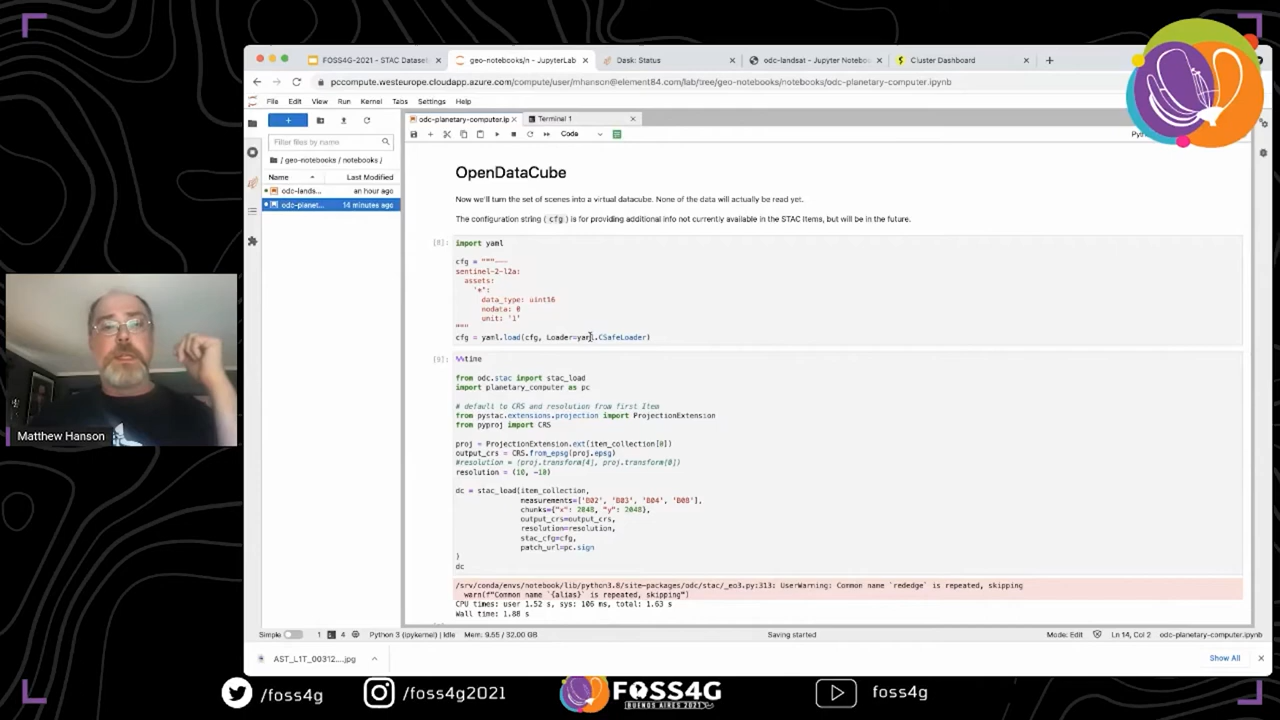 FOSS4G-2021 - STAC Dataset
geo-notebooks/n - JupyterLab
Dask: Status
odc-landsat - Jupyter Notebo
Cluster Dashboard
pccompute.westeurope.cloudapp.azure.com/compute/user/mhanson@element84.com/lab/tree/geo-notebooks/notebooks/odc-planetary-computer.ipynb
File Edit View Run Kernel Tabs Settings Help
odc-planetary-computer.ip
Terminal 1
Code
Filter files by name
/ geo-notebooks / notebooks /
Name Last Modified
odc-lands... an hour ago
odc-planet... 14 minutes ago
OpenDataCube
Now we'll turn the set of scenes into a virtual datacube. None of the data will actually be read yet.
The configuration string ( cfg ) is for providing additional info not currently available in the STAC Items, but will be in the future.
[8]: import yaml
cfg = """---
sentinel-2-l2a:
assets:
'*':
data_type: uint16
nodata: 0
unit: '1'
"""
cfg = yaml.load(cfg, Loader=yaml.CSafeLoader)
[9]: %%time
from odc.stac import stac_load
import planetary_computer as pc
# default to CRS and resolution from first Item
from pystac.extensions.projection import ProjectionExtension
from pyproj import CRS
proj = ProjectionExtension.ext(item_collection[0])
output_crs = CRS.from_epsg(proj.epsg)
#resolution = (proj.transform[4], proj.transform[0])
resolution = (10, -10)
dc = stac_load(item_collection,
measurements=['B02', 'B03', 'B04', 'B08'],
chunks={"x": 2048, "y": 2048},
output_crs=output_crs,
resolution=resolution,
stac_cfg=cfg,
patch_url=pc.sign
)
dc
/srv/conda/envs/notebook/lib/python3.8/site-packages/odc/stac/_eo3.py:313: UserWarning: Common name `rededge` is repeated, skipping
warn(f"Common name `{alias}` is repeated, skipping")
CPU times: user 1.52 s, sys: 106 ms, total: 1.63 s
Wall time: 1.88 s
Simple 1 4 Python 3 (ipykernel) | Idle Mem: 9.55 / 32.00 GB Saving started Mode: Edit Ln 14, Col 2 odc-planetary-computer.ipynb
AST_L1T_00312....jpg
Show All
Matthew Hanson
/foss4g
/foss4g2021
FOSS4G
BUENOS AIRES 2021
foss4g